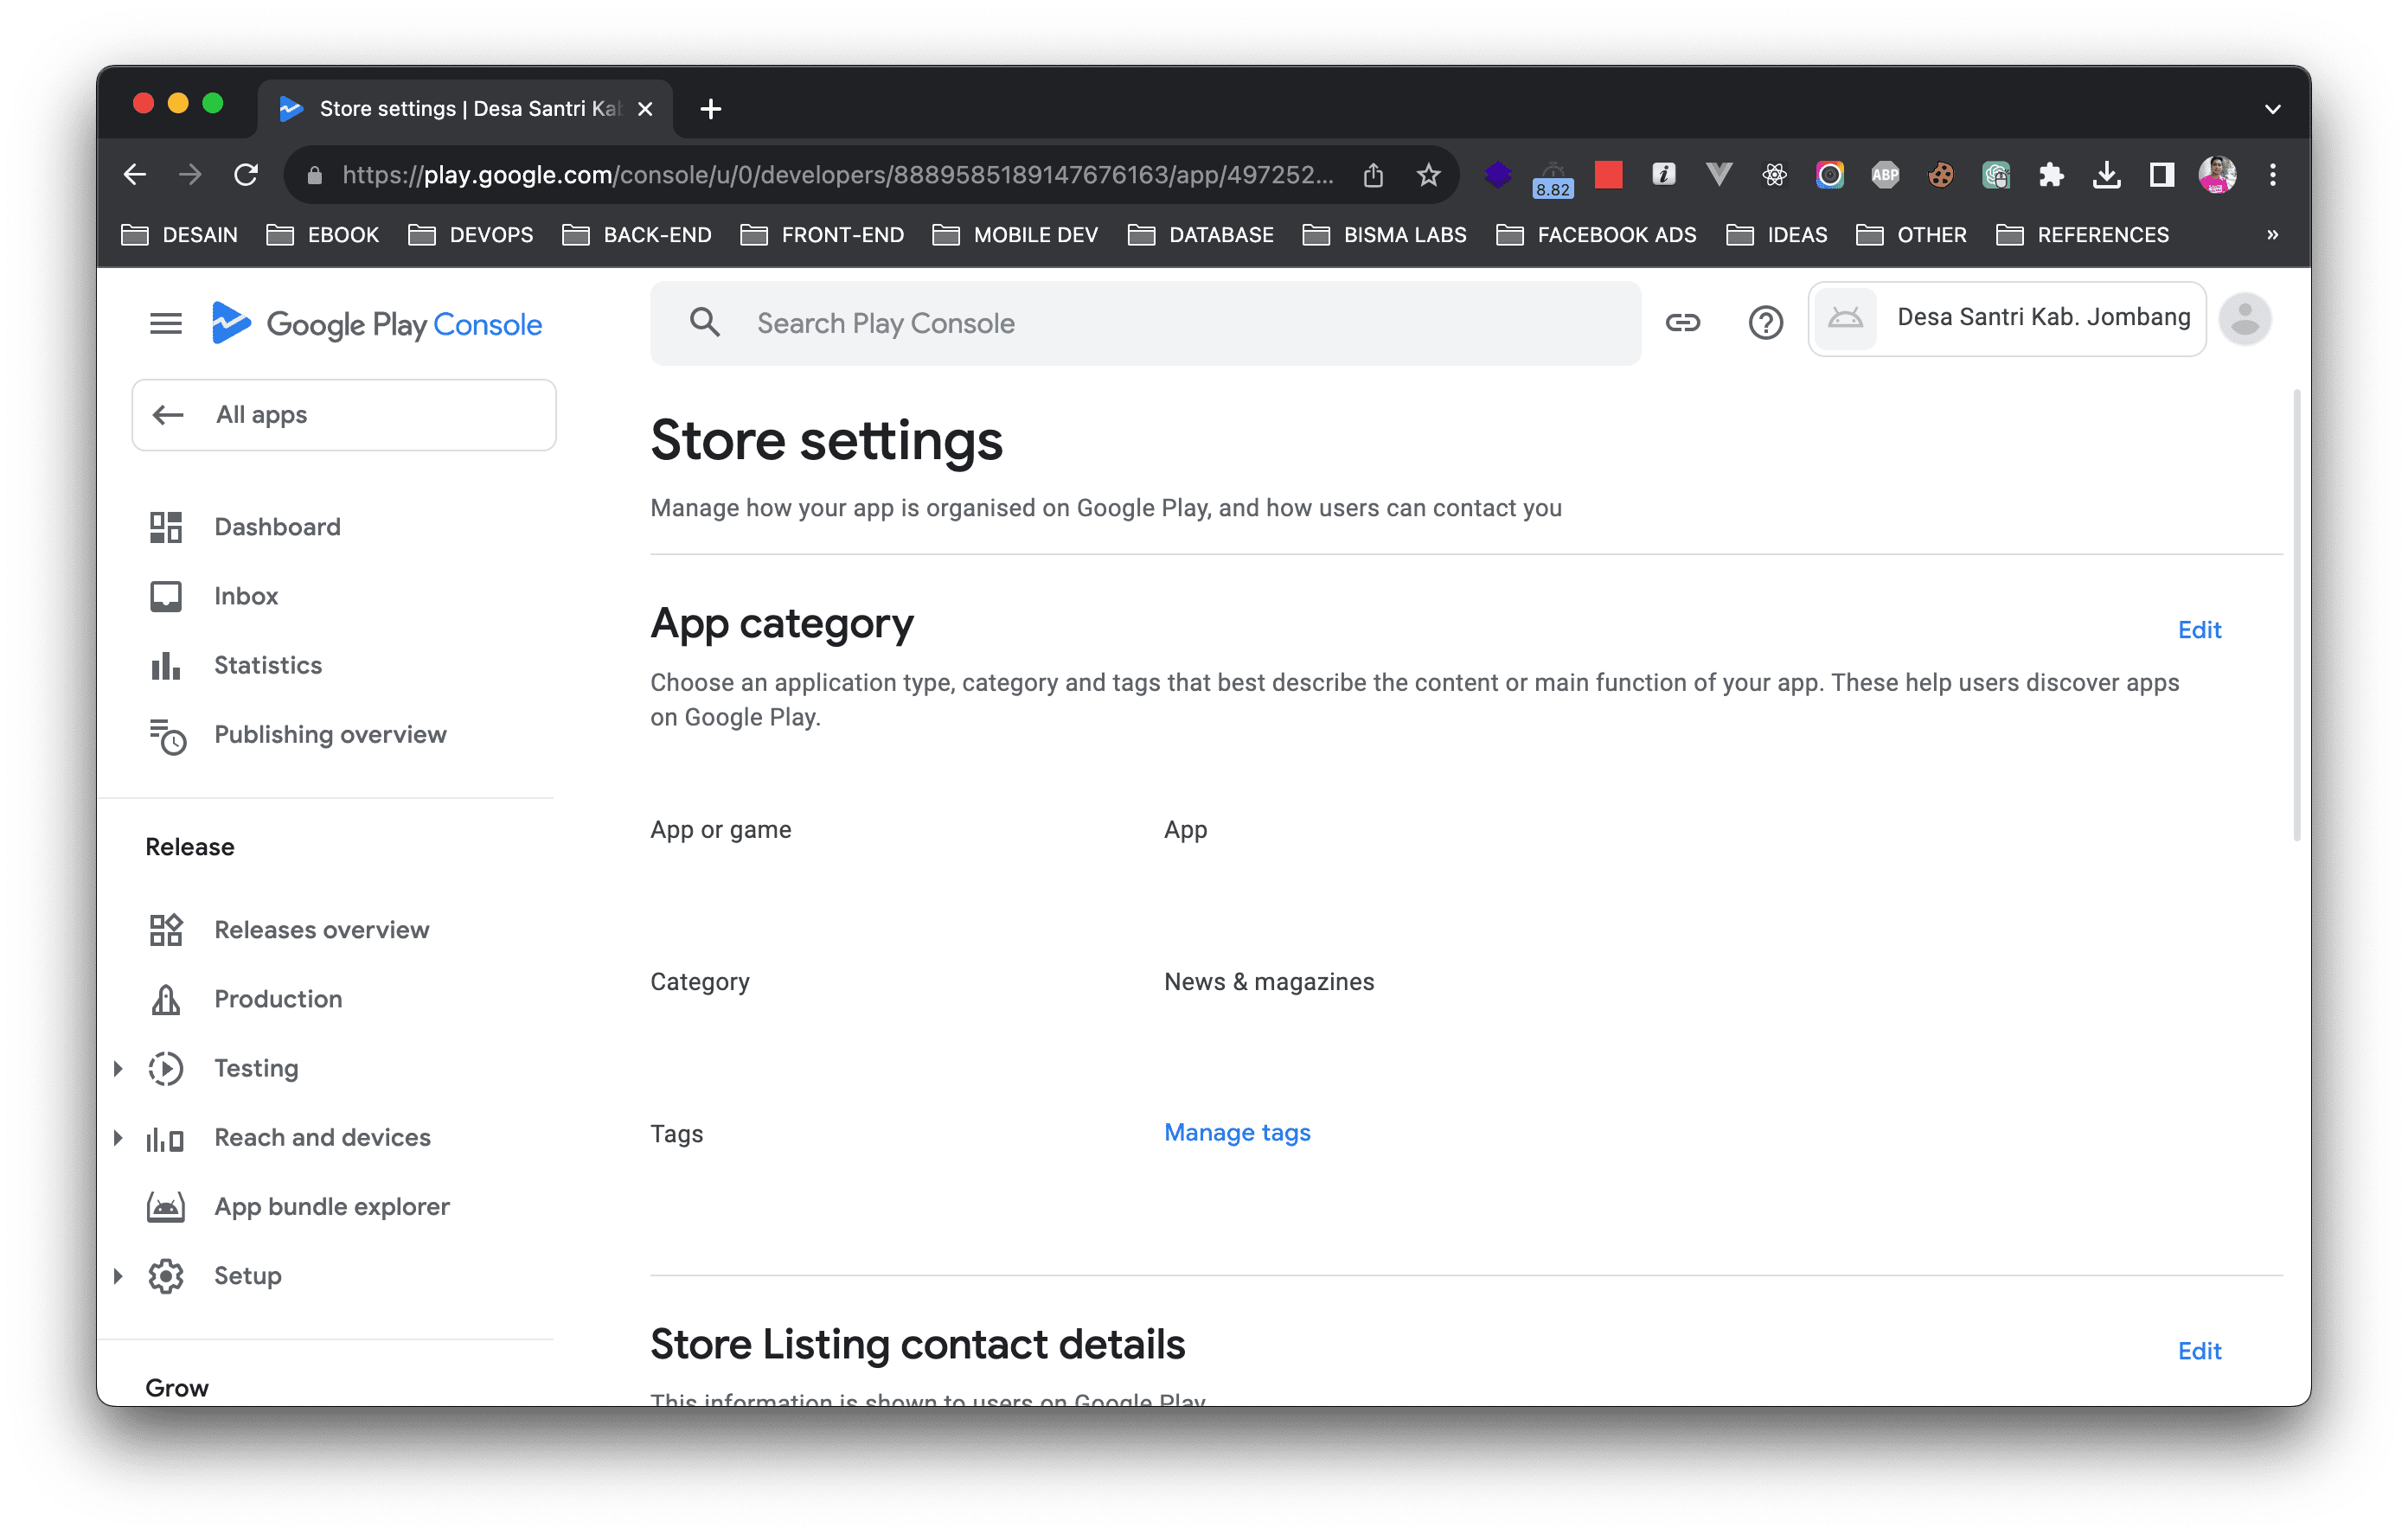 Store settings | Desa Santri Kab
https://play.google.com/console/u/0/developers/8889585189147676163/app/497252...
8.82
ABP
DESAIN EBOOK DEVOPS BACK-END FRONT-END MOBILE DEV DATABASE BISMA LABS FACEBOOK ADS IDEAS OTHER REFERENCES »
Google Play Console
Search Play Console
Desa Santri Kab. Jombang
All apps
Dashboard
Inbox
Statistics
Publishing overview
Release
Releases overview
Production
Testing
Reach and devices
App bundle explorer
Setup
Grow
Store settings
Manage how your app is organised on Google Play, and how users can contact you
App category
Edit
Choose an application type, category and tags that best describe the content or main function of your app. These help users discover apps
on Google Play.
App or game
App
Category
News & magazines
Tags
Manage tags
Store Listing contact details
Edit
This information is shown to users on Google Play